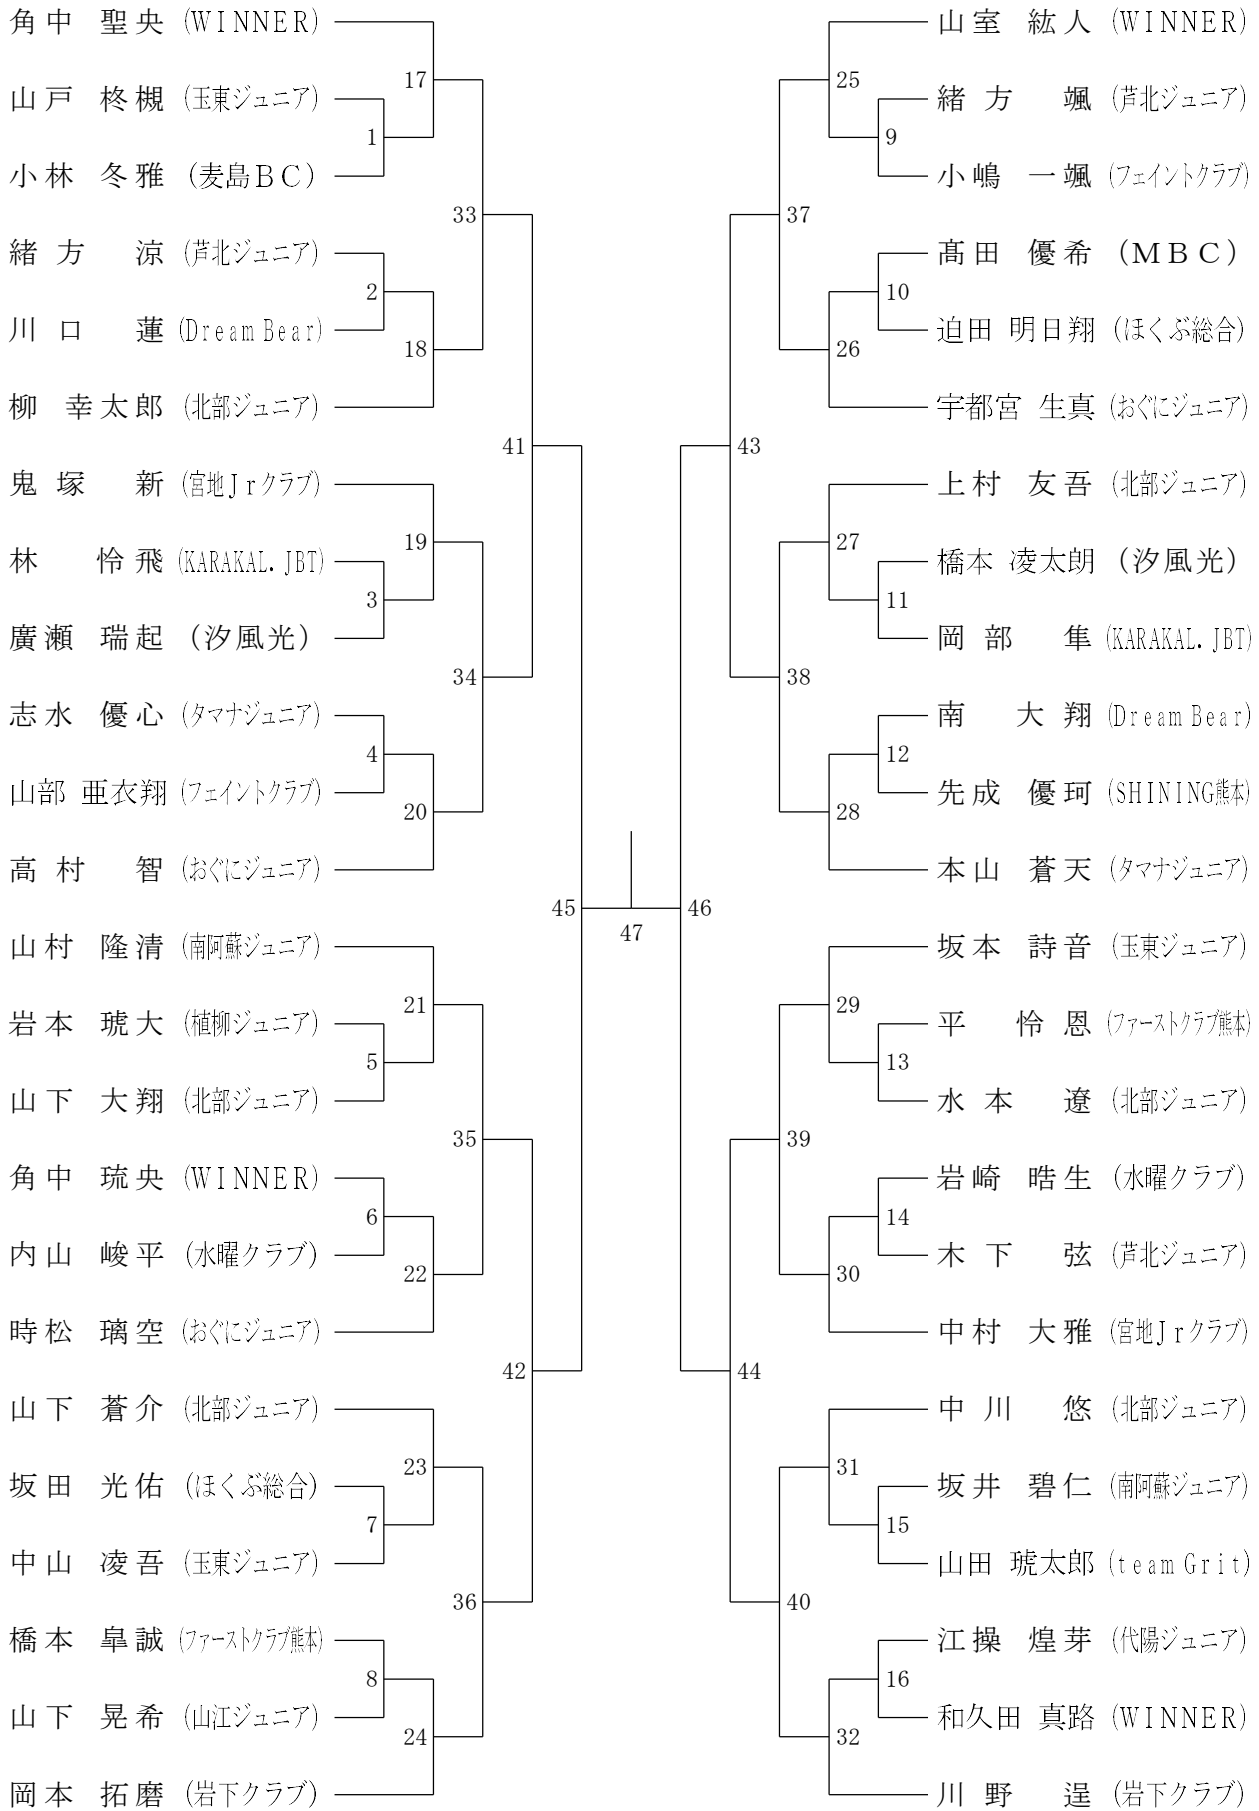 角中 聖央 (WINNER)
山戸 柊槻 (玉東ジュニア)
小林 冬雅 (麦島BC)
緒方 涼 (芦北ジュニア)
川口 蓮 (Dream Bear)
柳 幸太郎 (北部ジュニア)
鬼塚 新 (宮地Jrクラブ)
林 怜飛 (KARAKAL.JBT)
廣瀬 瑞起 (汐風光)
志水 優心 (タマナジュニア)
山部 亜衣翔 (フェイントクラブ)
高村 智 (おぐにジュニア)
山村 隆清 (南阿蘇ジュニア)
岩本 琥大 (植柳ジュニア)
山下 大翔 (北部ジュニア)
角中 琉央 (WINNER)
内山 峻平 (水曜クラブ)
時松 璃空 (おぐにジュニア)
山下 蒼介 (北部ジュニア)
坂田 光佑 (ほくぶ総合)
中山 凌吾 (玉東ジュニア)
橋本 皐誠 (ファーストクラブ熊本)
山下 晃希 (山江ジュニア)
岡本 拓磨 (岩下クラブ)
1
2
3
4
5
6
7
8
17
18
19
20
21
22
23
24
33
34
35
36
41
42
45
47
46
43
44
37
38
39
40
25
26
27
28
29
30
31
32
9
10
11
12
13
14
15
16
山室 紘人 (WINNER)
緒方 颯 (芦北ジュニア)
小嶋 一颯 (フェイントクラブ)
髙田 優希 (MBC)
迫田 明日翔 (ほくぶ総合)
宇都宮 生真 (おぐにジュニア)
上村 友吾 (北部ジュニア)
橋本 凌太朗 (汐風光)
岡部 隼 (KARAKAL.JBT)
南 大翔 (Dream Bear)
先成 優珂 (SHINING熊本)
本山 蒼天 (タマナジュニア)
坂本 詩音 (玉東ジュニア)
平 怜恩 (ファーストクラブ熊本)
水本 遼 (北部ジュニア)
岩崎 晧生 (水曜クラブ)
木下 弦 (芦北ジュニア)
中村 大雅 (宮地Jrクラブ)
中川 悠 (北部ジュニア)
坂井 碧仁 (南阿蘇ジュニア)
山田 琥太郎 (team Grit)
江操 煌芽 (代陽ジュニア)
和久田 真路 (WINNER)
川野 逞 (岩下クラブ)